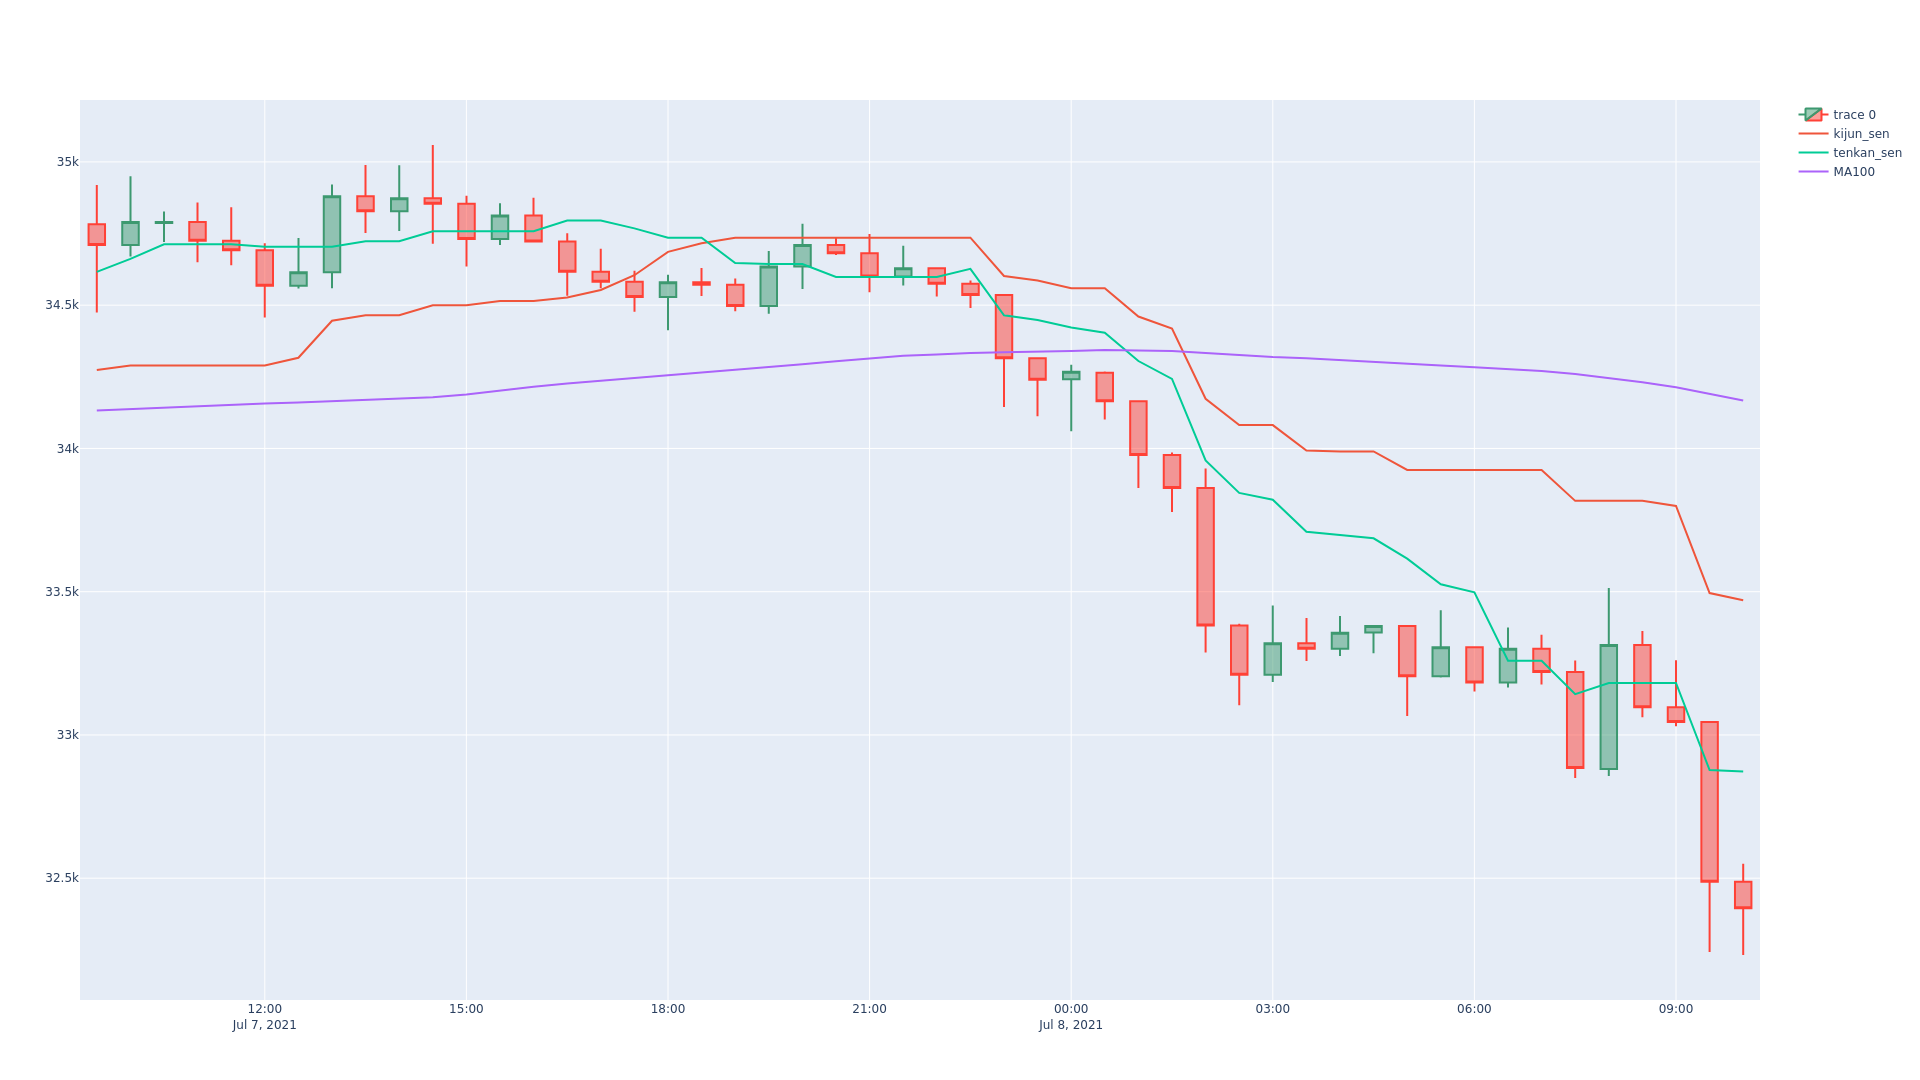 trace 0
kijun_sen
tenkan_sen
MA100
35k
34.5k
34k
33.5k
33k
32.5k
12:00 15:00 18:00 21:00 00:00 03:00 06:00 09:00
Jul 7, 2021 Jul 8, 2021